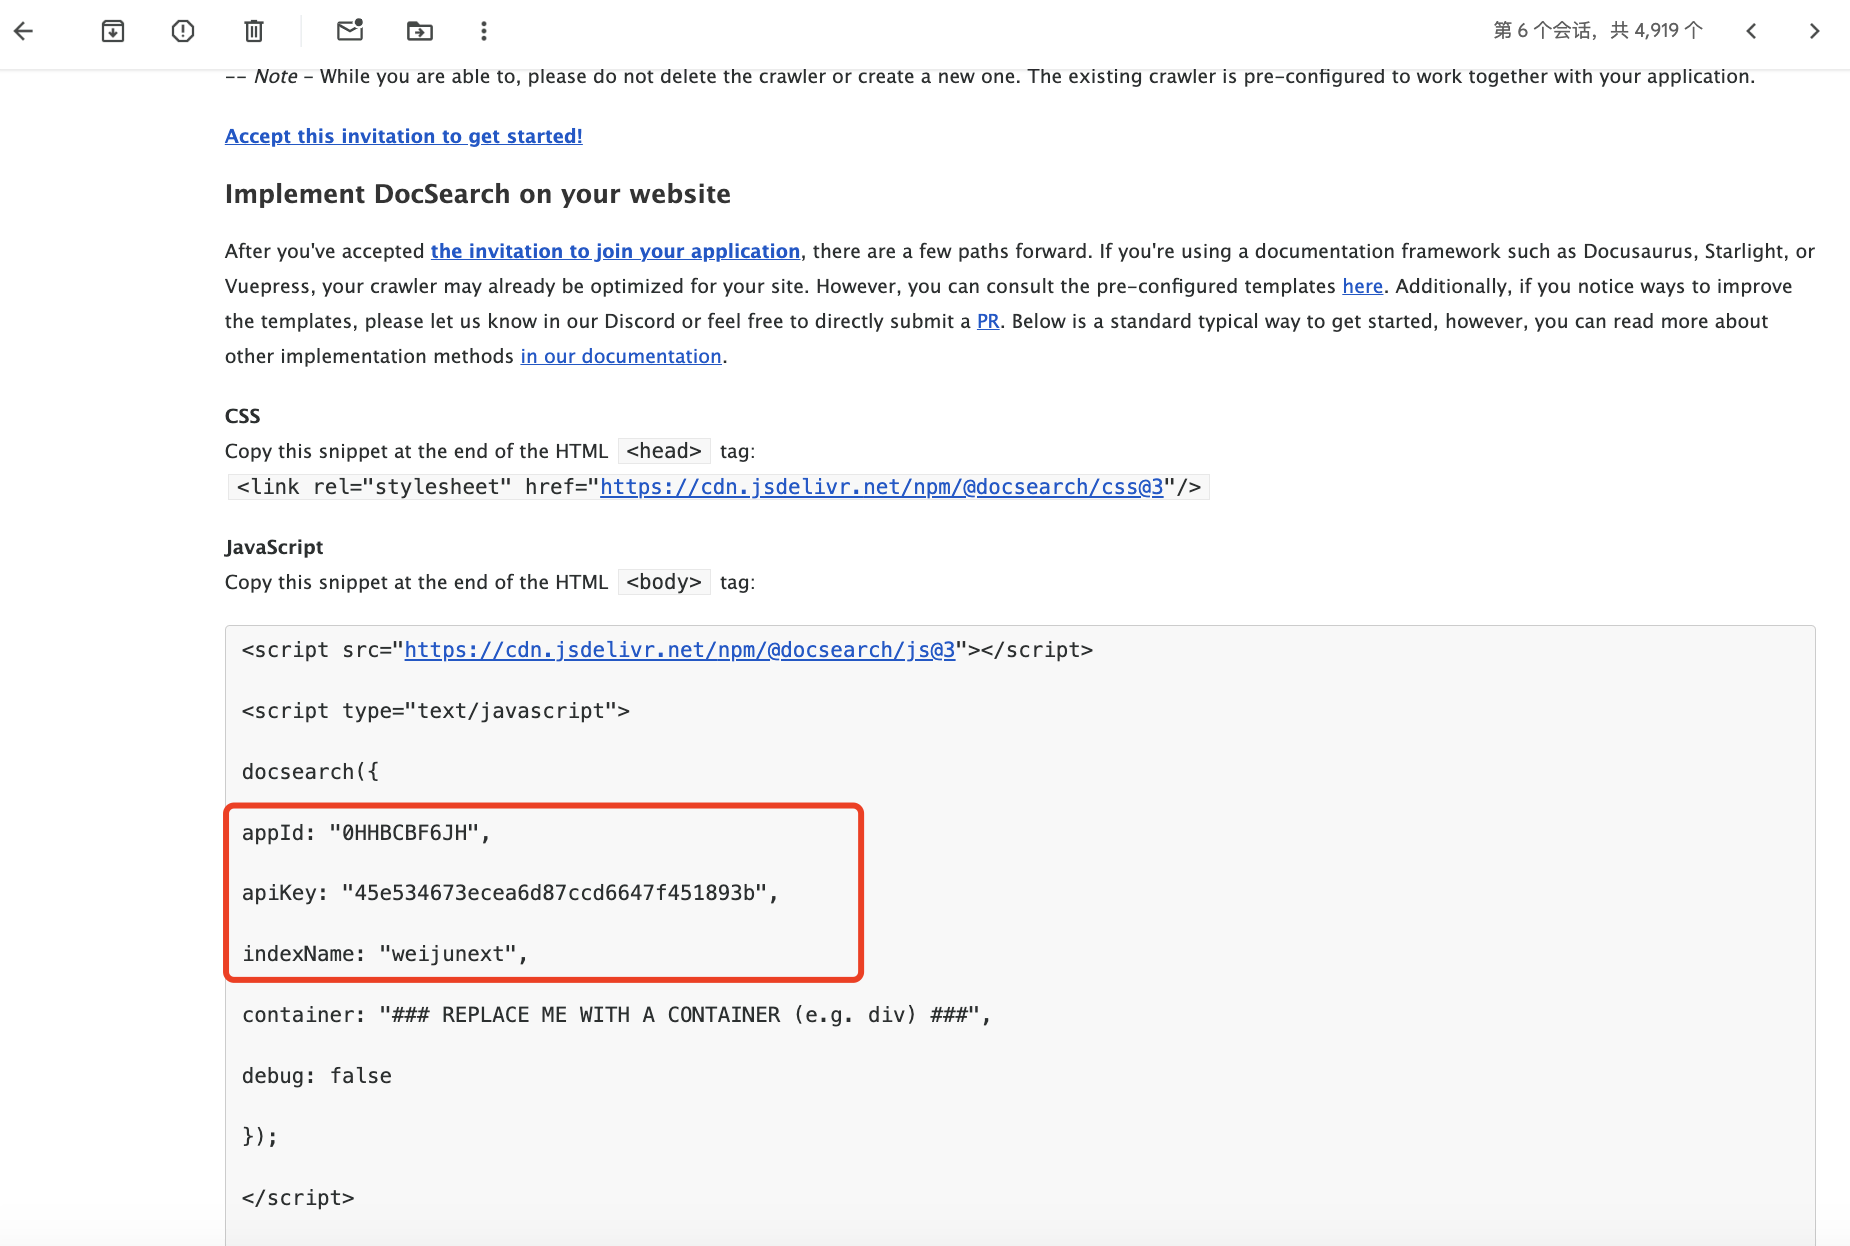 第 6 个会话，共 4,919 个
-- Note – While you are able to, please do not delete the crawler or create a new one. The existing crawler is pre-configured to work together with your application.
Accept this invitation to get started!
Implement DocSearch on your website
After you've accepted the invitation to join your application, there are a few paths forward. If you're using a documentation framework such as Docusaurus, Starlight, or
Vuepress, your crawler may already be optimized for your site. However, you can consult the pre-configured templates here. Additionally, if you notice ways to improve
the templates, please let us know in our Discord or feel free to directly submit a PR. Below is a standard typical way to get started, however, you can read more about
other implementation methods in our documentation.
CSS
Copy this snippet at the end of the HTML <head> tag:
<link rel="stylesheet" href="https://cdn.jsdelivr.net/npm/@docsearch/css@3"/>
JavaScript
Copy this snippet at the end of the HTML <body> tag:
<script src="https://cdn.jsdelivr.net/npm/@docsearch/js@3"></script>
<script type="text/javascript">
docsearch({
appId: "0HHBCBF6JH",
apiKey: "45e534673ecea6d87ccd6647f451893b",
indexName: "weijunext",
container: "### REPLACE ME WITH A CONTAINER (e.g. div) ###",
debug: false
});
</script>